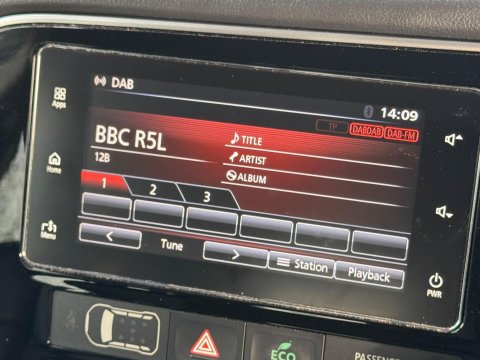 DAB
Apps
14:09
TP
DABDAB
DAB-FM
BBC R5L
12B
TITLE
ARTIST
ALBUM
Home
1
2
3
Menu
Tune
Station
Playback
PWR
ECO
PASSENGER